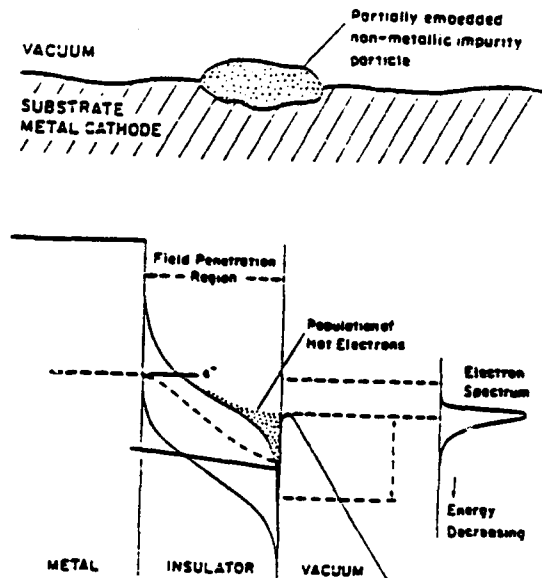 Partially embedded
non-metallic impurity
particle
VACUUM
SUBSTRATE
METAL CATHODE
Field Penetration
Region
Population of
Hot Electrons
e⁻
Electron
Spectrum
Energy
Decreasing
METAL
INSULATOR
VACUUM